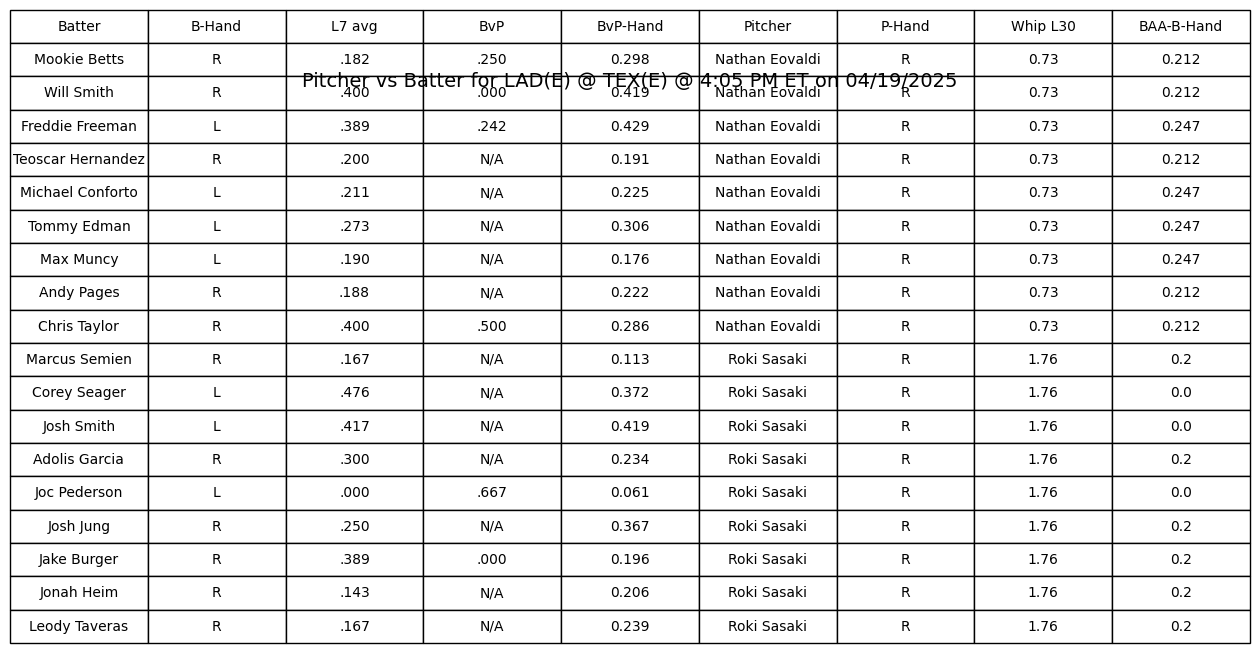 Batter B-Hand L7 avg BvP BvP-Hand Pitcher P-Hand Whip L30 BAA-B-Hand
Mookie Betts R .182 .250 0.298 Nathan Eovaldi R 0.73 0.212
Pitcher vs Batter for LAD(E) @ TEX(E) @ 4:05 PM ET on 04/19/2025
Will Smith R .400 .000 0.419 Nathan Eovaldi R 0.73 0.212
Freddie Freeman L .389 .242 0.429 Nathan Eovaldi R 0.73 0.247
Teoscar Hernandez R .200 N/A 0.191 Nathan Eovaldi R 0.73 0.212
Michael Conforto L .211 N/A 0.225 Nathan Eovaldi R 0.73 0.247
Tommy Edman L .273 N/A 0.306 Nathan Eovaldi R 0.73 0.247
Max Muncy L .190 N/A 0.176 Nathan Eovaldi R 0.73 0.247
Andy Pages R .188 N/A 0.222 Nathan Eovaldi R 0.73 0.212
Chris Taylor R .400 .500 0.286 Nathan Eovaldi R 0.73 0.212
Marcus Semien R .167 N/A 0.113 Roki Sasaki R 1.76 0.2
Corey Seager L .476 N/A 0.372 Roki Sasaki R 1.76 0.0
Josh Smith L .417 N/A 0.419 Roki Sasaki R 1.76 0.0
Adolis Garcia R .300 N/A 0.234 Roki Sasaki R 1.76 0.2
Joc Pederson L .000 .667 0.061 Roki Sasaki R 1.76 0.0
Josh Jung R .250 N/A 0.367 Roki Sasaki R 1.76 0.2
Jake Burger R .389 .000 0.196 Roki Sasaki R 1.76 0.2
Jonah Heim R .143 N/A 0.206 Roki Sasaki R 1.76 0.2
Leody Taveras R .167 N/A 0.239 Roki Sasaki R 1.76 0.2